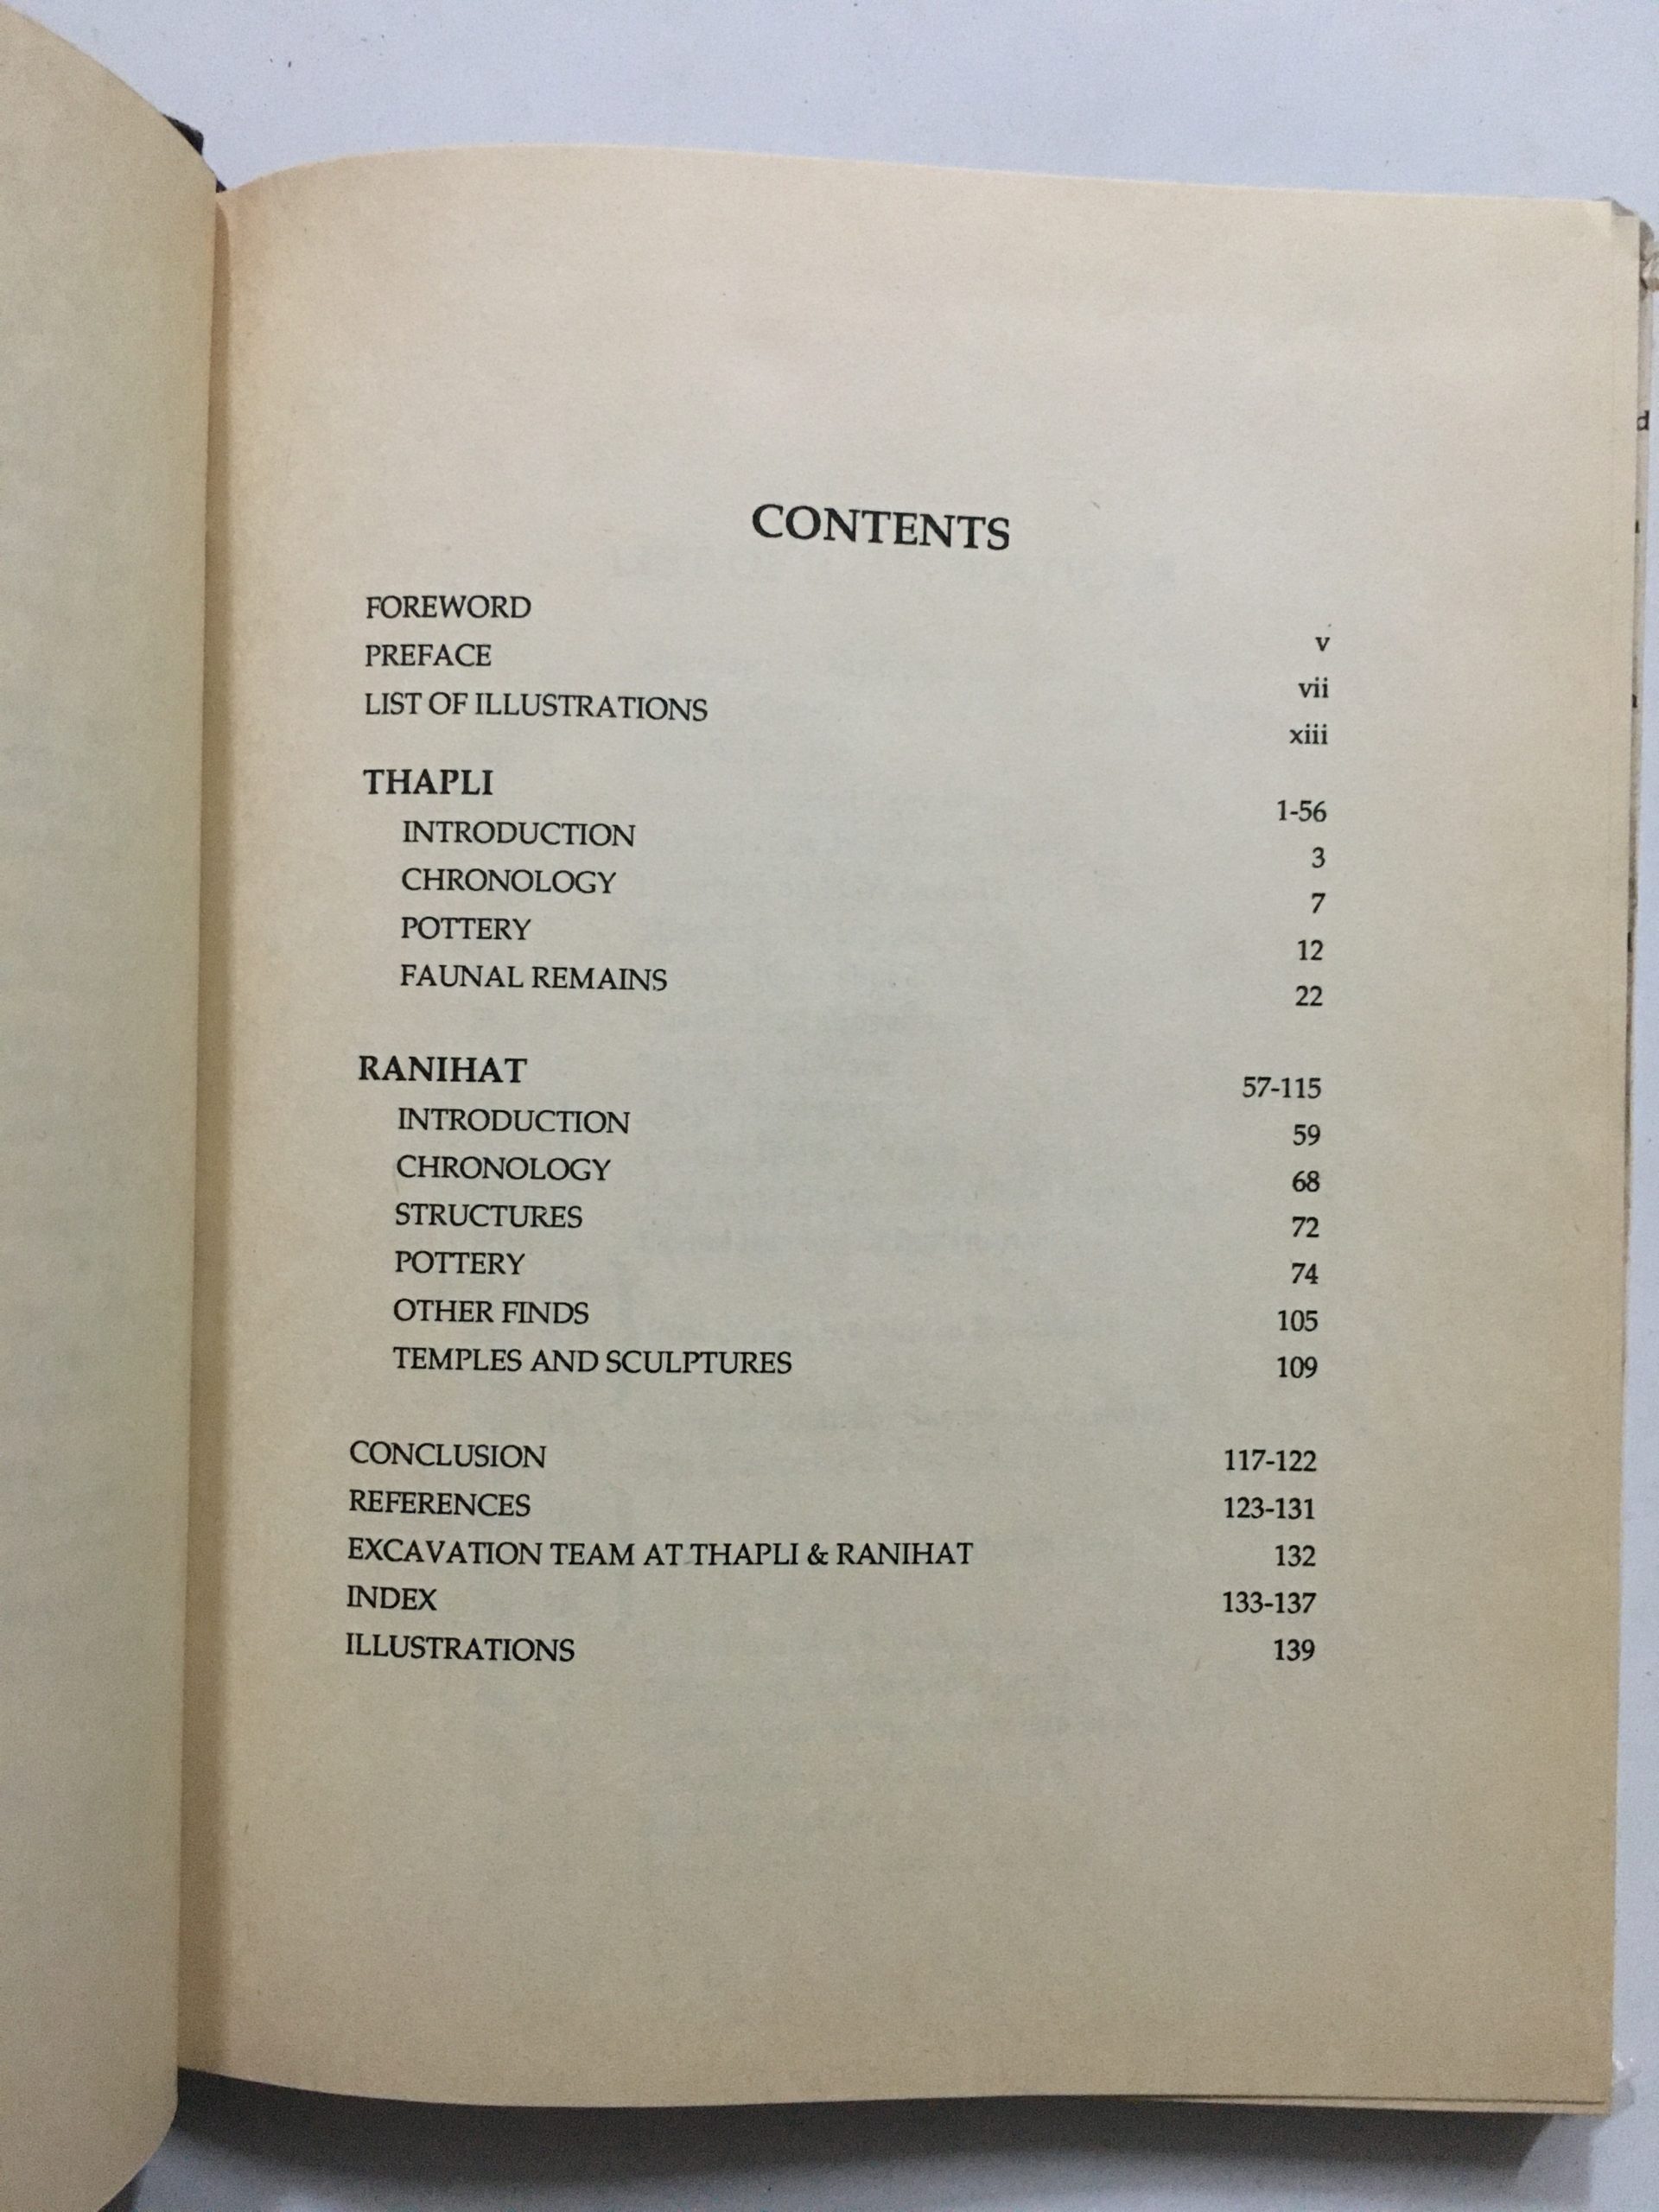 CONTENTS
FOREWORD v
PREFACE vii
LIST OF ILLUSTRATIONS xiii
THAPLI 1-56
INTRODUCTION 3
CHRONOLOGY 7
POTTERY 12
FAUNAL REMAINS 22
RANIHAT 57-115
INTRODUCTION 59
CHRONOLOGY 68
STRUCTURES 72
POTTERY 74
OTHER FINDS 105
TEMPLES AND SCULPTURES 109
CONCLUSION 117-122
REFERENCES 123-131
EXCAVATION TEAM AT THAPLI & RANIHAT 132
INDEX 133-137
ILLUSTRATIONS 139
d